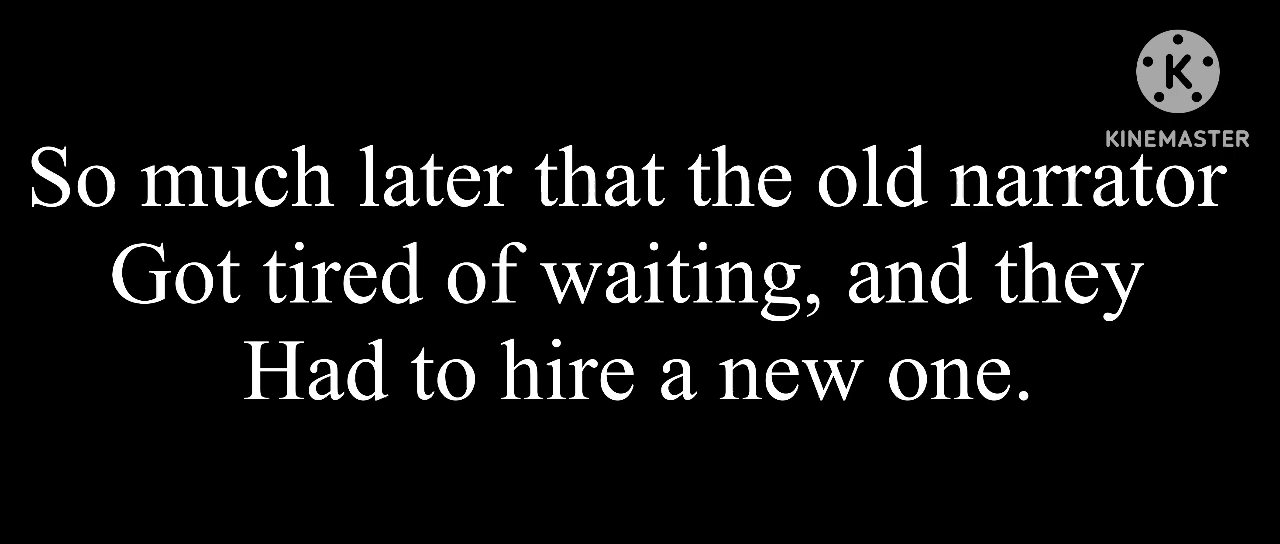 K
KINEMASTER
So much later that the old narrator
Got tired of waiting, and they
Had to hire a new one.